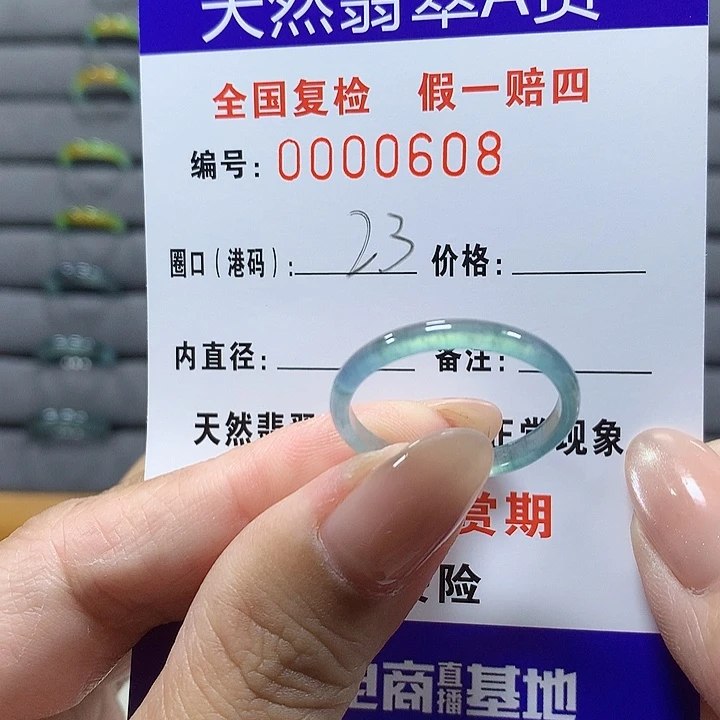 天然翡翠A货
全国复检 假一赔四
编号: 0000608
圈口(港码): 23 价格:
内直径: 备注:
天然翡 正常现象
赏期
险
电商直播基地